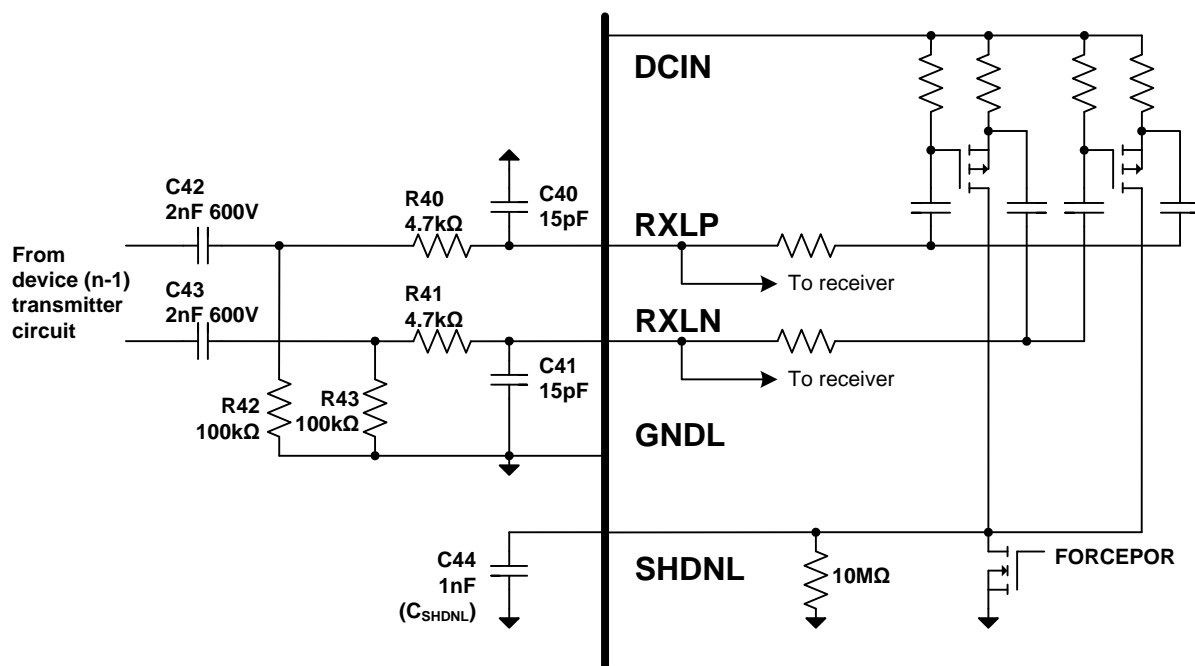 DCIN
C42
2nF 600V
R40
4.7kΩ
C40
15pF
RXLP
From
device (n-1)
transmitter
circuit
To receiver
C43
2nF 600V
R41
4.7kΩ
RXLN
C41
15pF
To receiver
R42
100kΩ
R43
100kΩ
GNDL
C44
1nF
(CSHDNL)
SHDNL
10MΩ
FORCEPOR